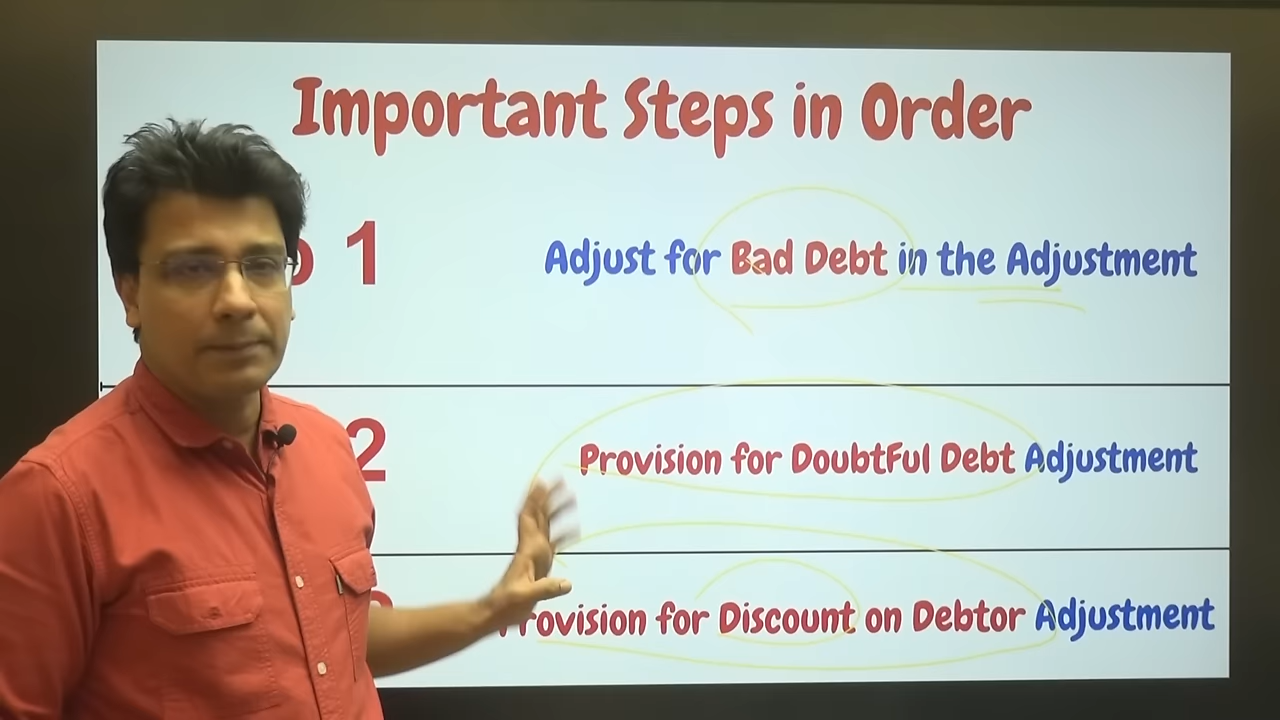 Important Steps in Order
1 Adjust for Bad Debt in the Adjustment
2 Provision for DoubtFul Debt Adjustment
Provision for Discount on Debtor Adjustment